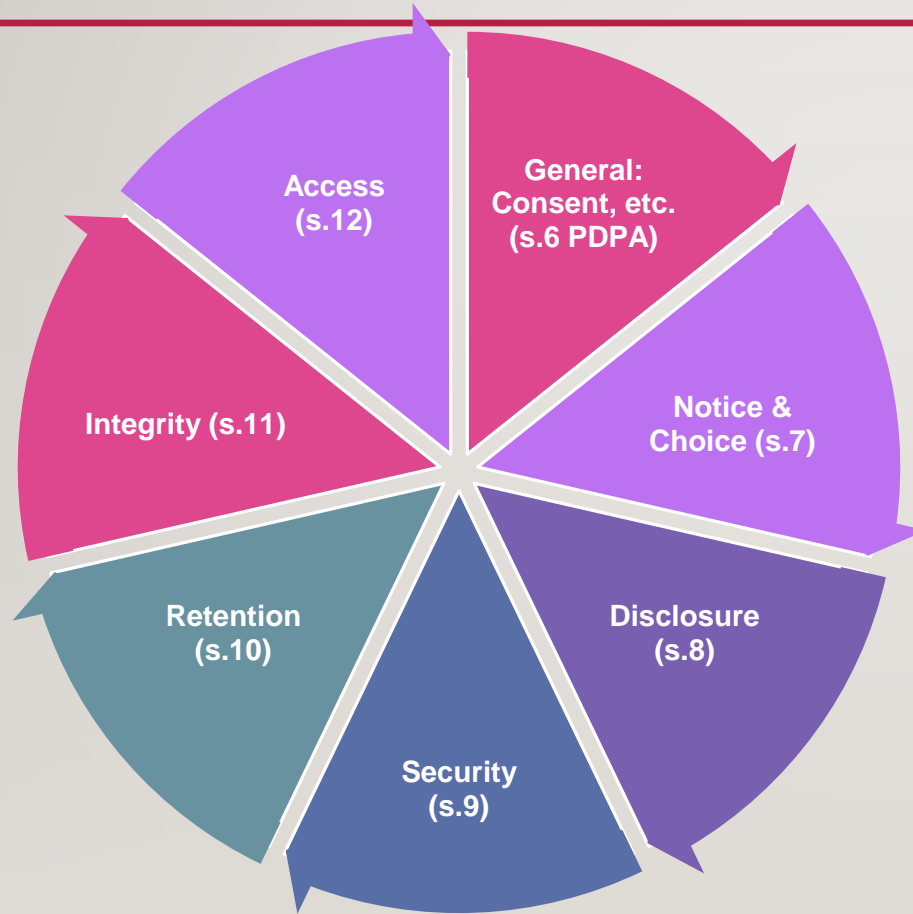 General:
Consent, etc.
(s.6 PDPA)
Notice &
Choice (s.7)
Disclosure
(s.8)
Security
(s.9)
Retention
(s.10)
Integrity (s.11)
Access
(s.12)